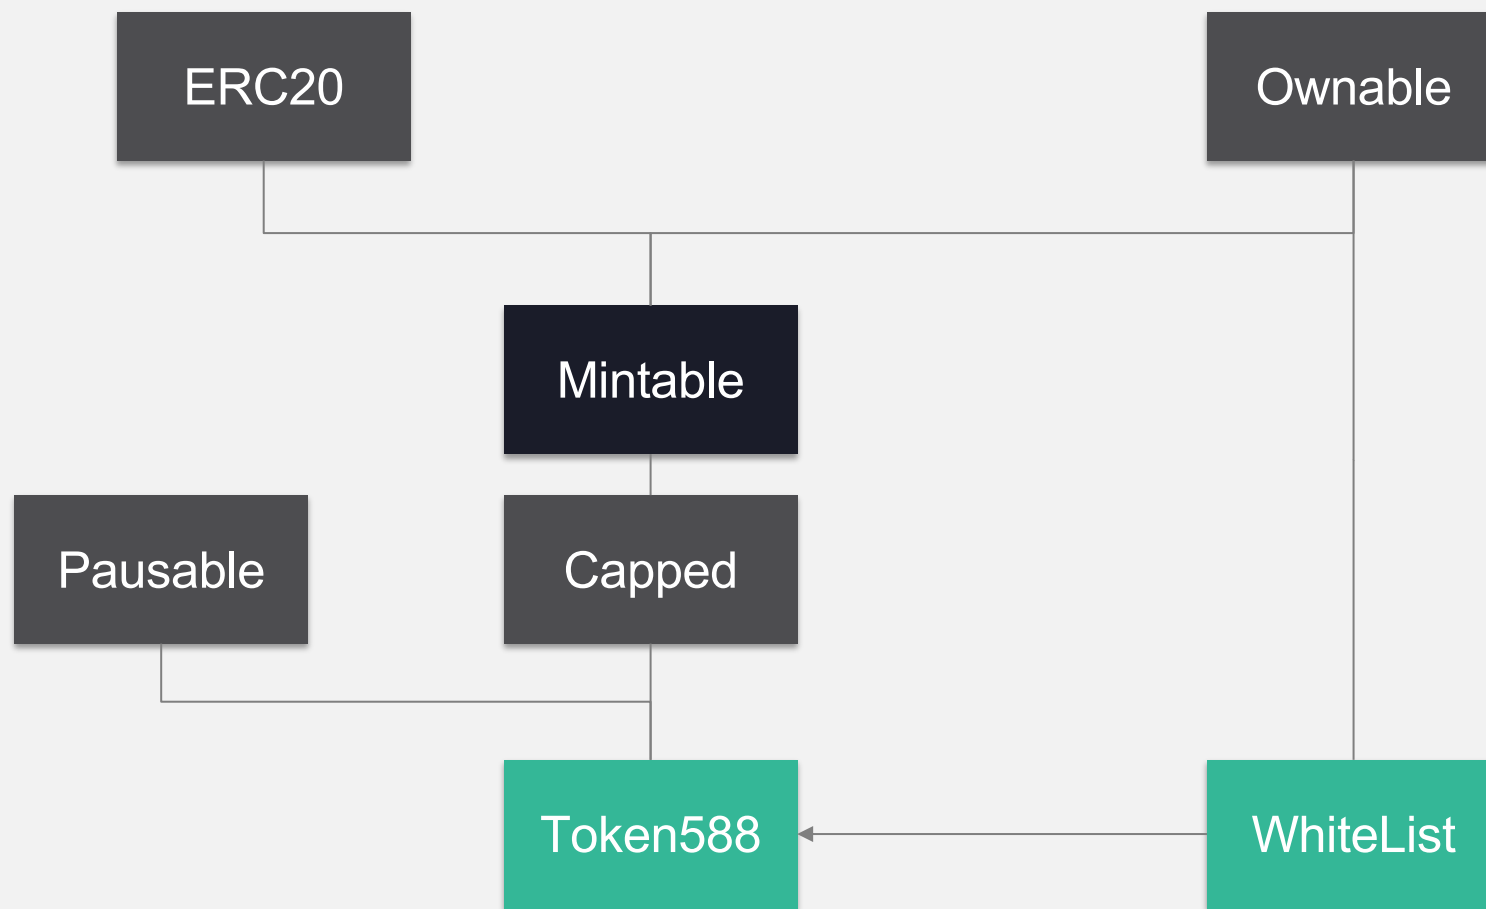 ERC20
Ownable
Mintable
Pausable
Capped
Token588
WhiteList